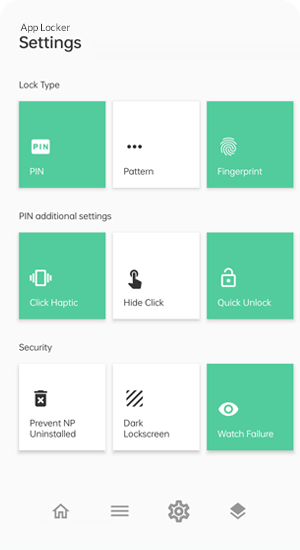 App Locker
Settings
Lock Type
PIN
PIN
Pattern
Fingerprint
PIN additional settings
Click Haptic
Hide Click
Quick Unlock
Security
Prevent NP
Uninstalled
Dark
Lockscreen
Watch Failure